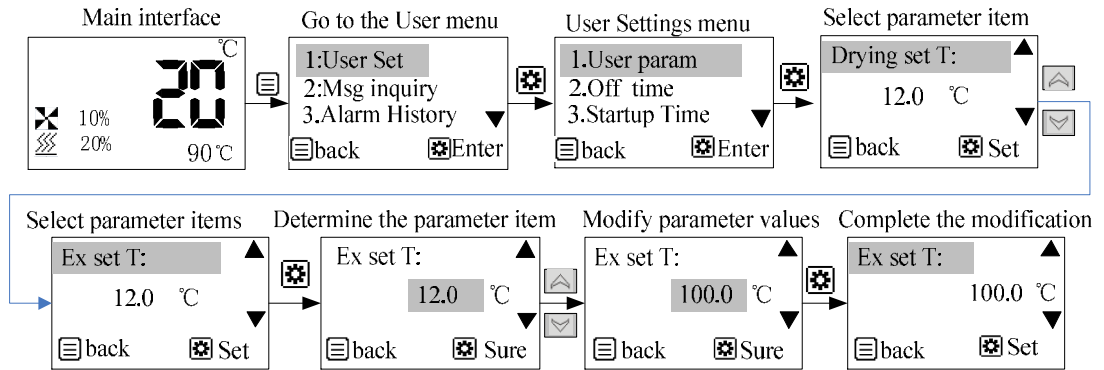 Main interface
℃
20
10%
20%
90℃
Go to the User menu
1:User Set
2:Msg inquiry
3.Alarm History
back Enter
User Settings menu
1.User param
2.Off time
3.Startup Time
back Enter
Select parameter item
Drying set T:
12.0 ℃
back Set
Select parameter items
Ex set T:
12.0 ℃
back Set
Determine the parameter item
Ex set T:
12.0 ℃
back Sure
Modify parameter values
Ex set T:
100.0 ℃
back Sure
Complete the modification
Ex set T:
100.0 ℃
back Set